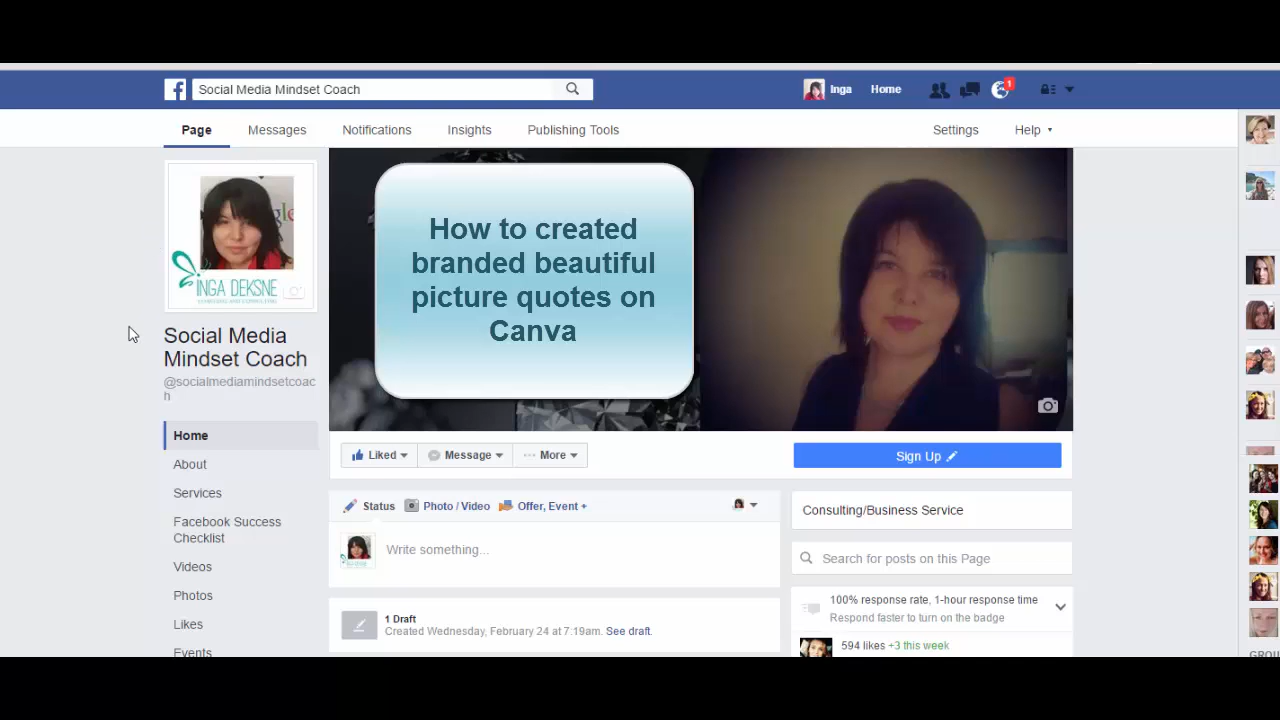 Social Media Mindset Coach
Inga
Home
1
Page
Messages
Notifications
Insights
Publishing Tools
Settings
Help
INGA DEKSNE
How to created
branded beautiful
picture quotes on
Canva
Social Media
Mindset Coach
@socialmediamindsetcoac
h
Home
About
Services
Facebook Success
Checklist
Videos
Photos
Likes
Events
Liked
Message
More
Sign Up
Status
Photo / Video
Offer, Event +
Write something...
1 Draft
Created Wednesday, February 24 at 7:19am. See draft.
Consulting/Business Service
Search for posts on this Page
100% response rate, 1-hour response time
Respond faster to turn on the badge
594 likes +3 this week